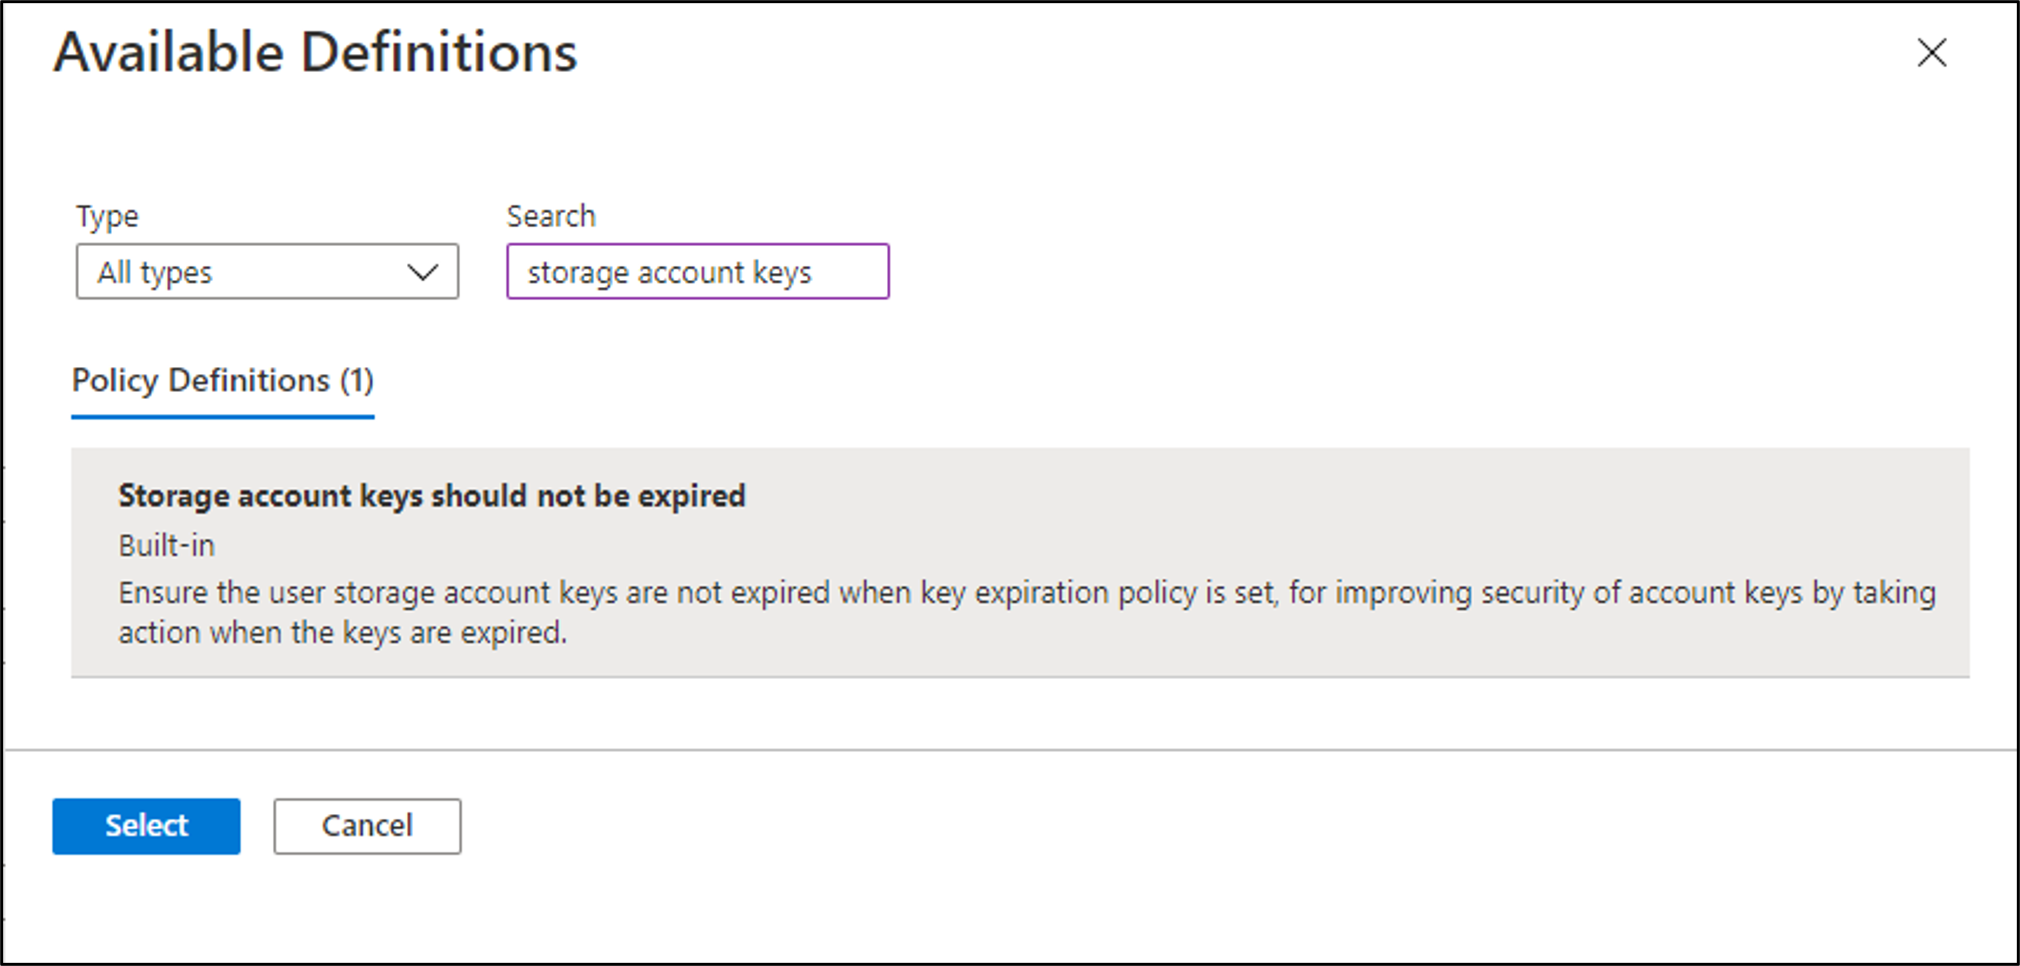 Available Definitions
Type
Search
All types
storage account keys
Policy Definitions (1)
Storage account keys should not be expired
Built-in
Ensure the user storage account keys are not expired when key expiration policy is set, for improving security of account keys by taking
action when the keys are expired.
Select
Cancel